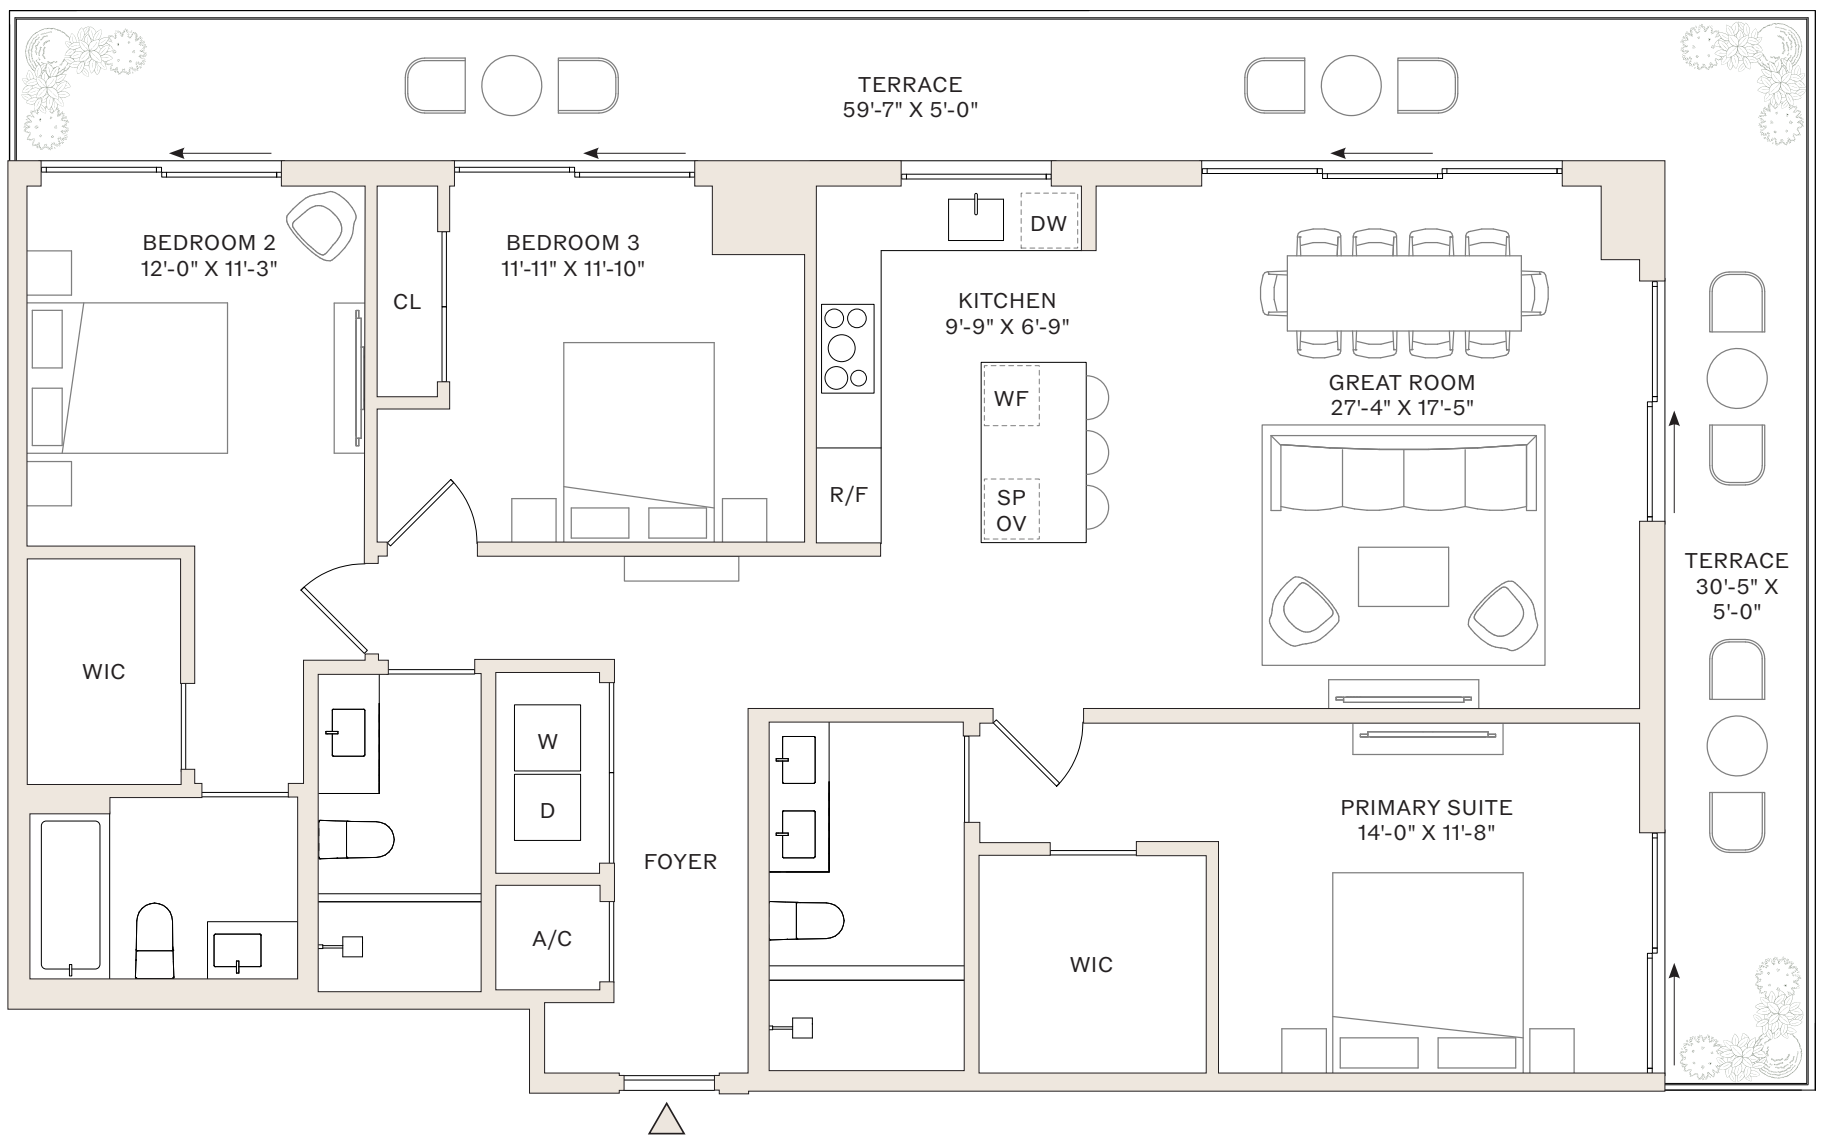 TERRACE
59'-7" X 5'-0"
BEDROOM 2
12'-0" X 11'-3"
CL
BEDROOM 3
11'-11" X 11'-10"
DW
KITCHEN
9'-9" X 6'-9"
WF
SP
OV
R/F
GREAT ROOM
27'-4" X 17'-5"
TERRACE
30'-5" X
5'-0"
WIC
W
D
A/C
FOYER
PRIMARY SUITE
14'-0" X 11'-8"
WIC